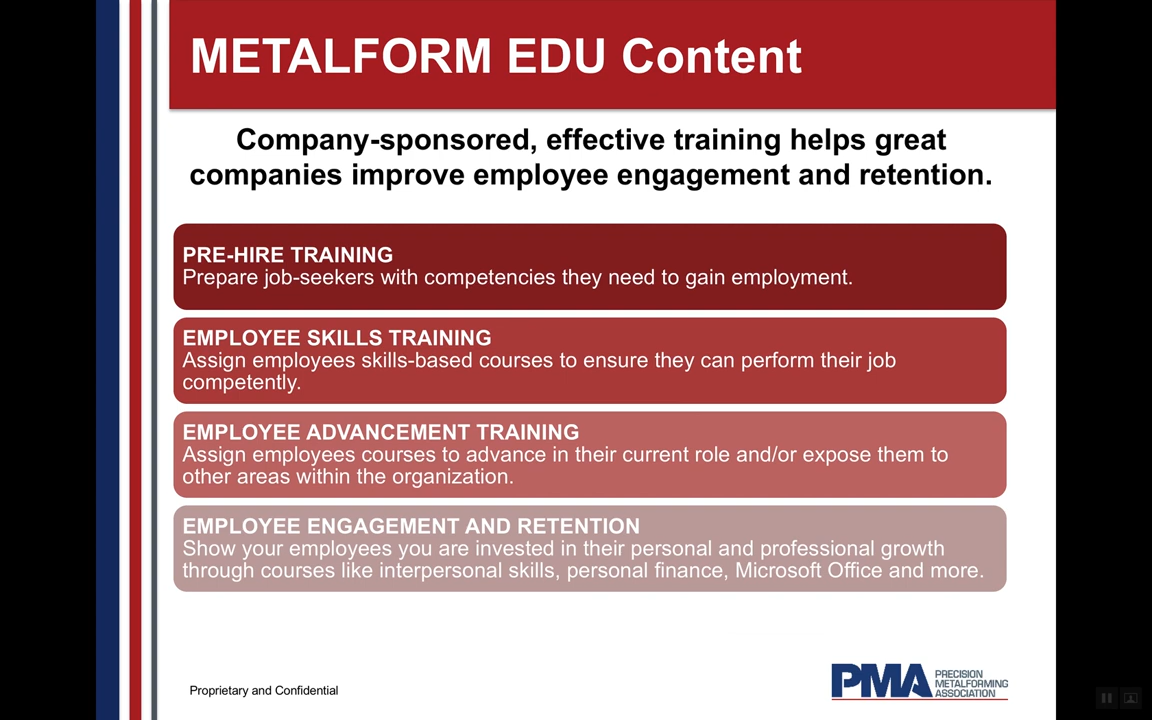 METALFORM EDU Content
Company-sponsored, effective training helps great
companies improve employee engagement and retention.
PRE-HIRE TRAINING
Prepare job-seekers with competencies they need to gain employment.
EMPLOYEE SKILLS TRAINING
Assign employees skills-based courses to ensure they can perform their job
competently.
EMPLOYEE ADVANCEMENT TRAINING
Assign employees courses to advance in their current role and/or expose them to
other areas within the organization.
EMPLOYEE ENGAGEMENT AND RETENTION
Show your employees you are invested in their personal and professional growth
through courses like interpersonal skills, personal finance, Microsoft Office and more.
Proprietary and Confidential
PMA
PRECISION
METALFORMING
ASSOCIATION